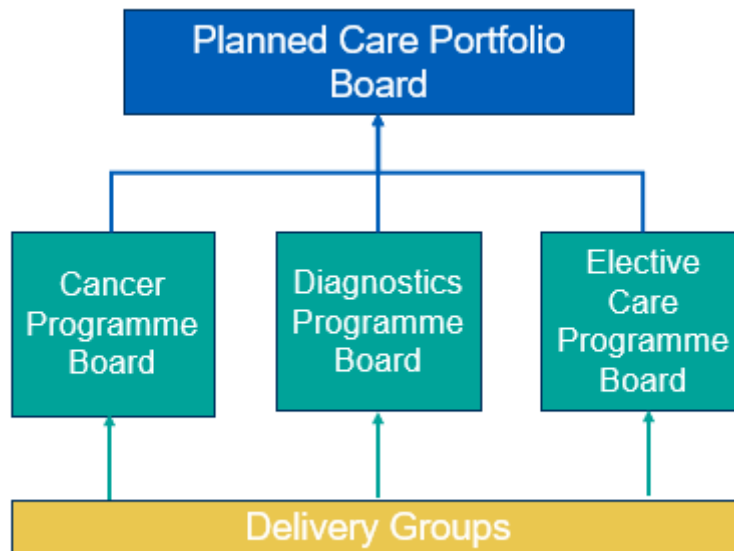 Planned Care Portfolio
Board
Cancer
Programme
Board
Diagnostics
Programme
Board
Elective
Care
Programme
Board
Delivery Groups